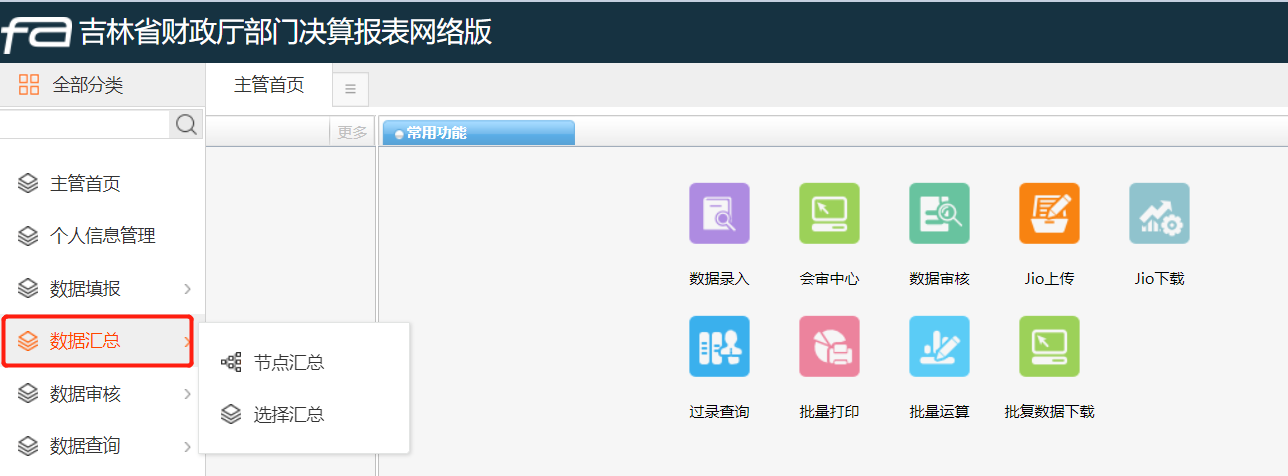 fa 吉林省财政厅部门决算报表网络版
全部分类
主管首页
更多
常用功能
主管首页
个人信息管理
数据填报
数据汇总
数据审核
数据查询
节点汇总
选择汇总
数据录入 会审中心 数据审核 Jio上传 Jio下载
过录查询 批量打印 批量运算 批复数据下载